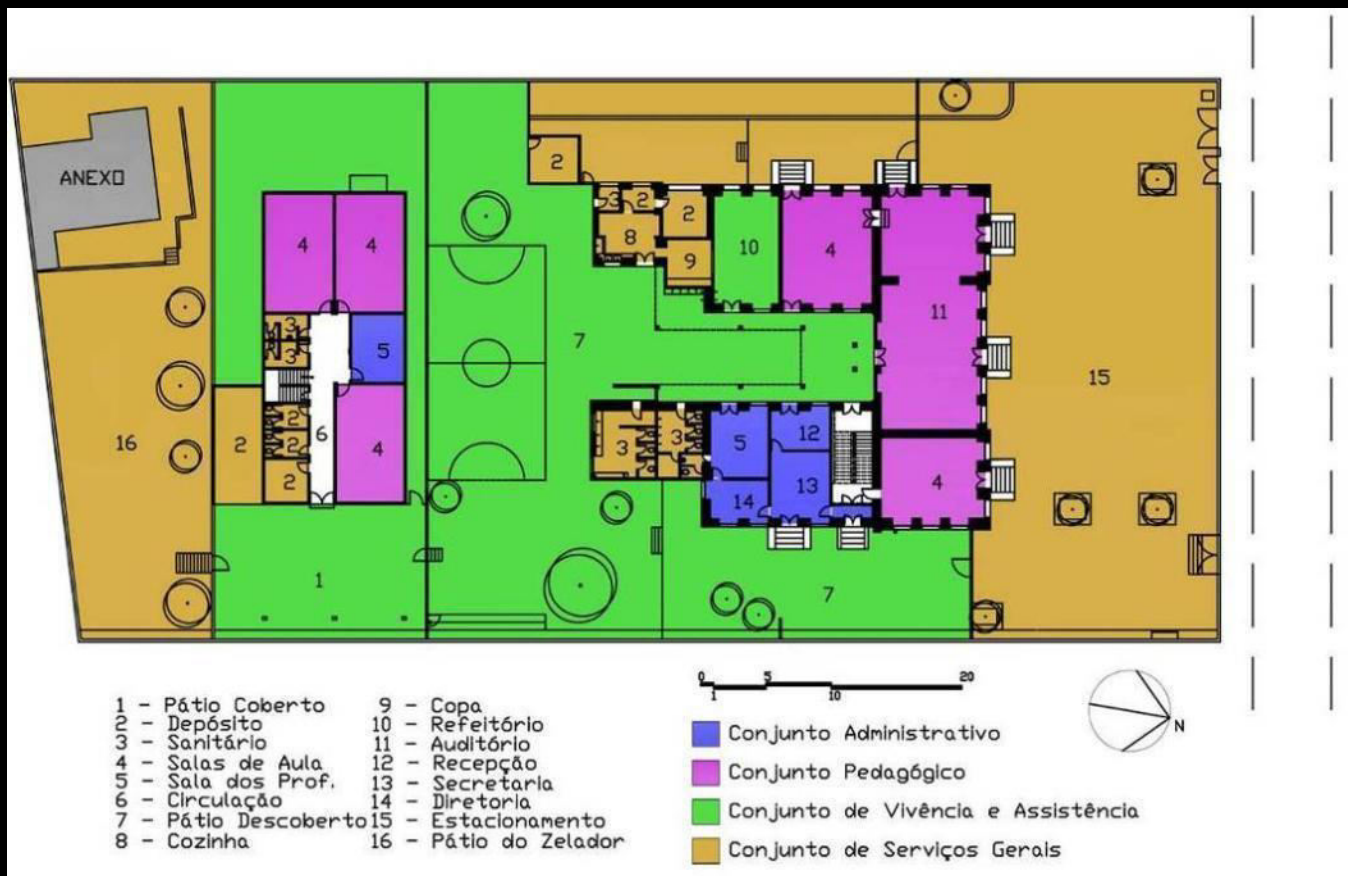 ANEXO
2
3
2
2
4
4
8
10
4
9
11
3
5
7
3
15
16
2
2
6
4
3
3
5
12
2
4
2
14
13
4
1
7
0
5
20
1
10
1 - Pátio Coberto
2 - Depósito
3 - Sanitário
4 - Salas de Aula
5 - Sala dos Prof.
6 - Circulação
7 - Pátio Descoberto
8 - Cozinha
9 - Copa
10 - Refeitório
11 - Auditório
12 - Recepção
13 - Secretaria
14 - Diretoria
15 - Estacionamento
16 - Pátio do Zelador
Conjunto Administrativo
Conjunto Pedagógico
Conjunto de Vivência e Assistência
Conjunto de Serviços Gerais
N